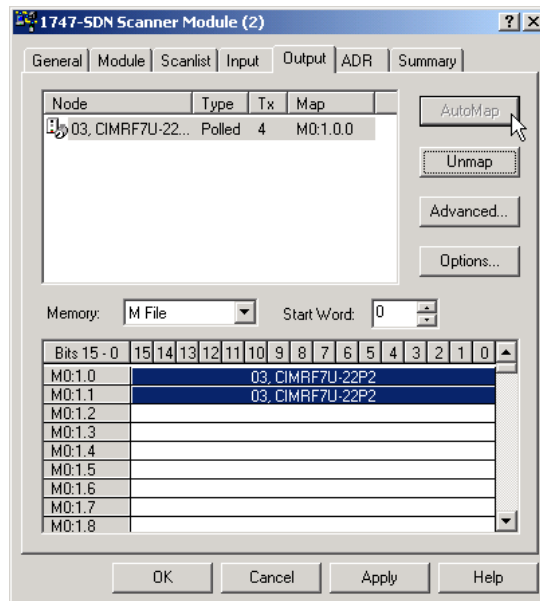 1747-SDN Scanner Module (2)
General Module Scanlist Input Output ADR Summary
Node Type Tx Map
03, CIMRF7U-22... Polled 4 M0:1.0.0
AutoMap
Unmap
Advanced...
Options...
Memory: M File Start Word: 0
Bits 15 - 0 15 14 13 12 11 10 9 8 7 6 5 4 3 2 1 0
M0:1.0 03, CIMRF7U-22P2
M0:1.1 03, CIMRF7U-22P2
M0:1.2
M0:1.3
M0:1.4
M0:1.5
M0:1.6
M0:1.7
M0:1.8
OK Cancel Apply Help